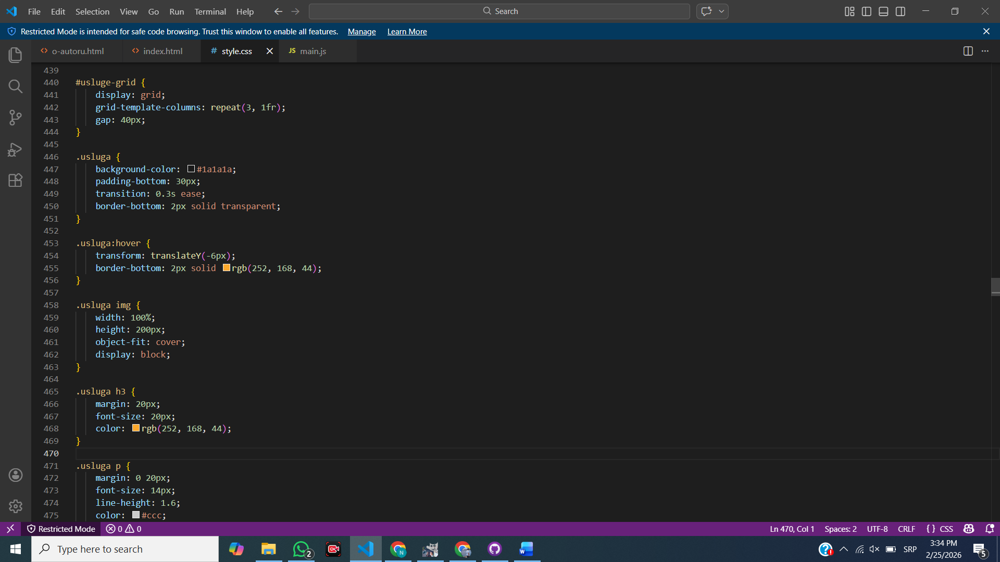 File Edit Selection View Go Run Terminal Help
Search
Restricted Mode is intended for safe code browsing. Trust this window to enable all features. Manage Learn More
o-autoru.html
index.html
# style.css
JS main.js
439
440 #usluge-grid {
441 display: grid;
442 grid-template-columns: repeat(3, 1fr);
443 gap: 40px;
444 }
445
446 .usluga {
447 background-color: #1a1a1a;
448 padding-bottom: 30px;
449 transition: 0.3s ease;
450 border-bottom: 2px solid transparent;
451 }
452
453 .usluga:hover {
454 transform: translateY(-6px);
455 border-bottom: 2px solid rgb(252, 168, 44);
456 }
457
458 .usluga img {
459 width: 100%;
460 height: 200px;
461 object-fit: cover;
462 display: block;
463 }
464
465 .usluga h3 {
466 margin: 20px;
467 font-size: 20px;
468 color: rgb(252, 168, 44);
469 }
470
471 .usluga p {
472 margin: 0 20px;
473 font-size: 14px;
474 line-height: 1.6;
475 color: #ccc;
Restricted Mode 0 0
Ln 470, Col 1 Spaces: 2 UTF-8 CRLF { } CSS
Type here to search
2
N
W
SRP
3:34 PM
2/25/2026
5